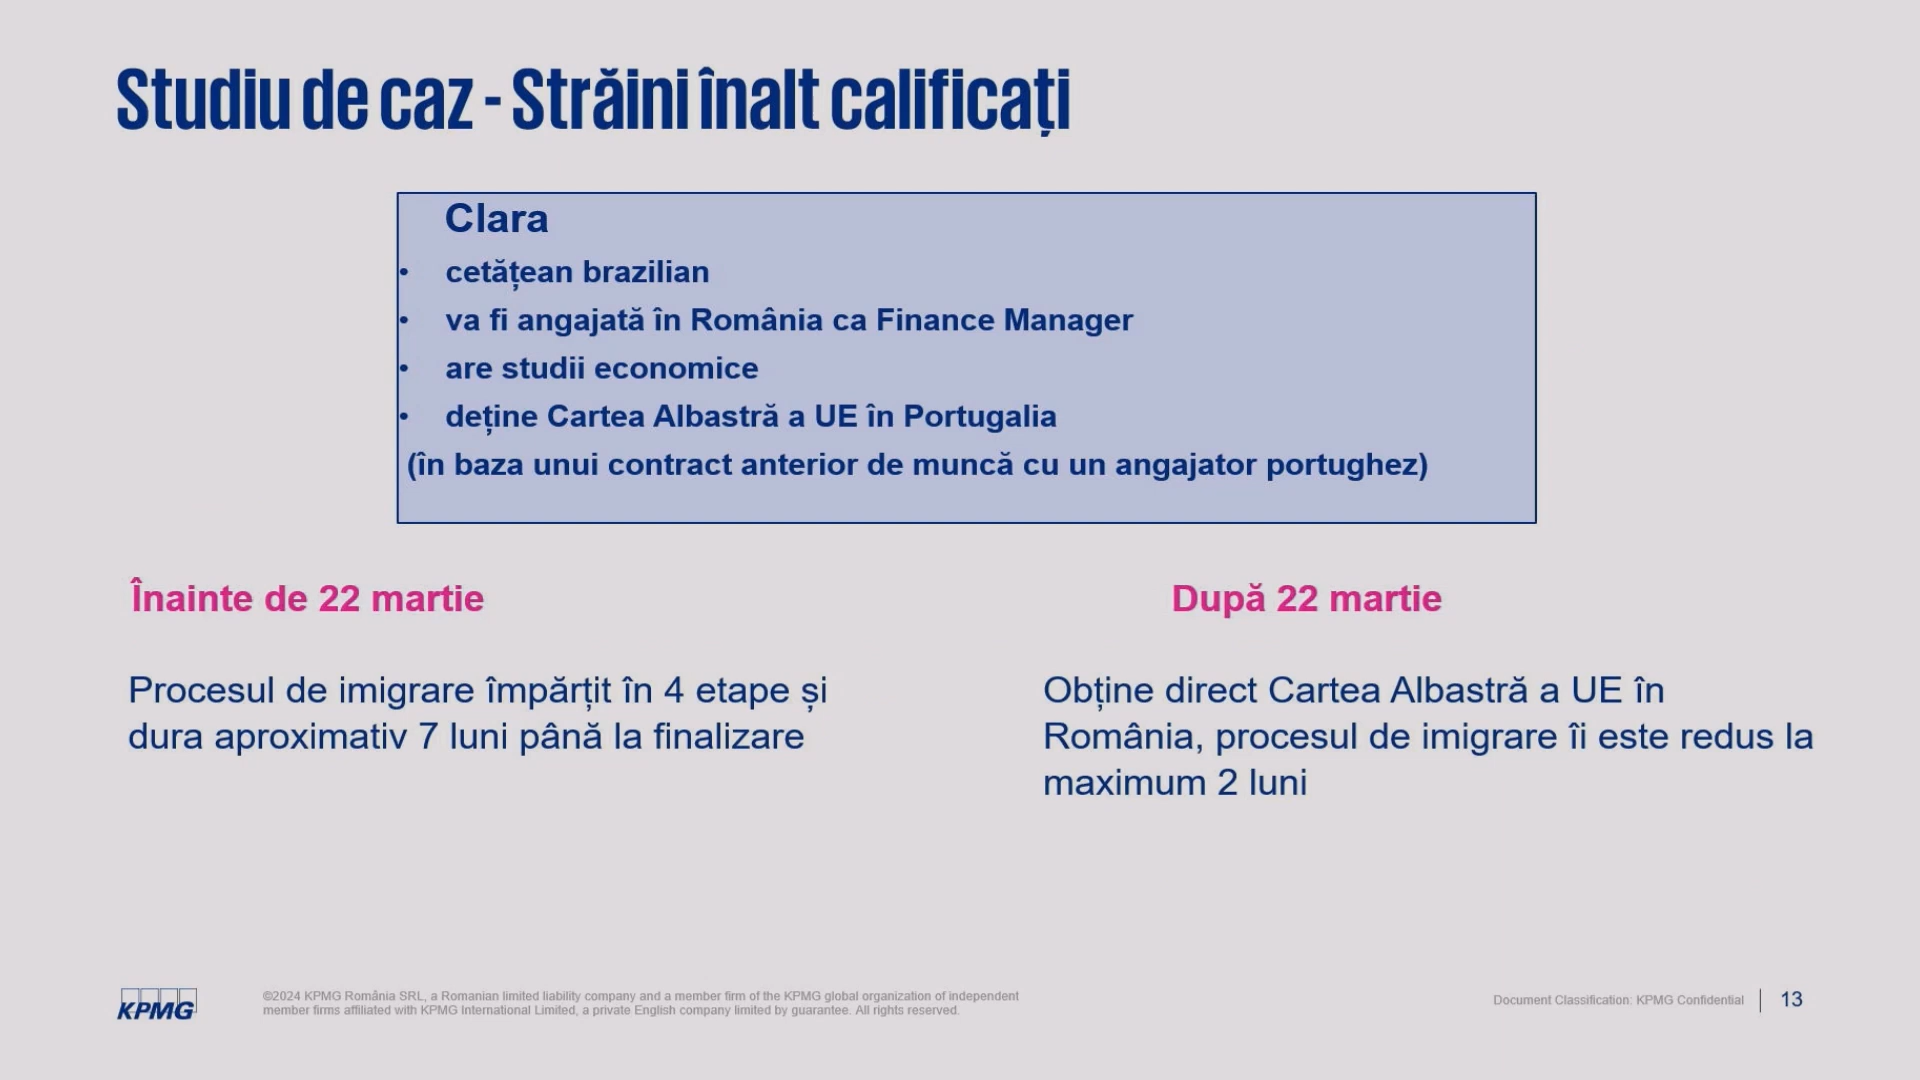 Studiu de caz - Străini înalt calificați
Clara
• cetățean brazilian
• va fi angajată în România ca Finance Manager
• are studii economice
• deține Cartea Albastră a UE în Portugalia
(în baza unui contract anterior de muncă cu un angajator portughez)
Înainte de 22 martie
Procesul de imigrare împărțit în 4 etape și
dura aproximativ 7 luni până la finalizare
După 22 martie
Obține direct Cartea Albastră a UE în
România, procesul de imigrare îi este redus la
maximum 2 luni
KPMG
©2024 KPMG România SRL, a Romanian limited liability company and a member firm of the KPMG global organization of independent
member firms affiliated with KPMG International Limited, a private English company limited by guarantee. All rights reserved.
Document Classification: KPMG Confidential | 13